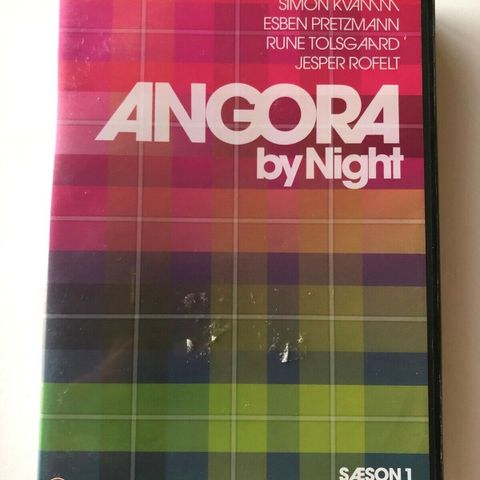 SIMON KVAMM
ESBEN PRETZMANN
RUNE TOLSGAARD
JESPER ROFELT
ANGORA
by Night
SÆSON 1